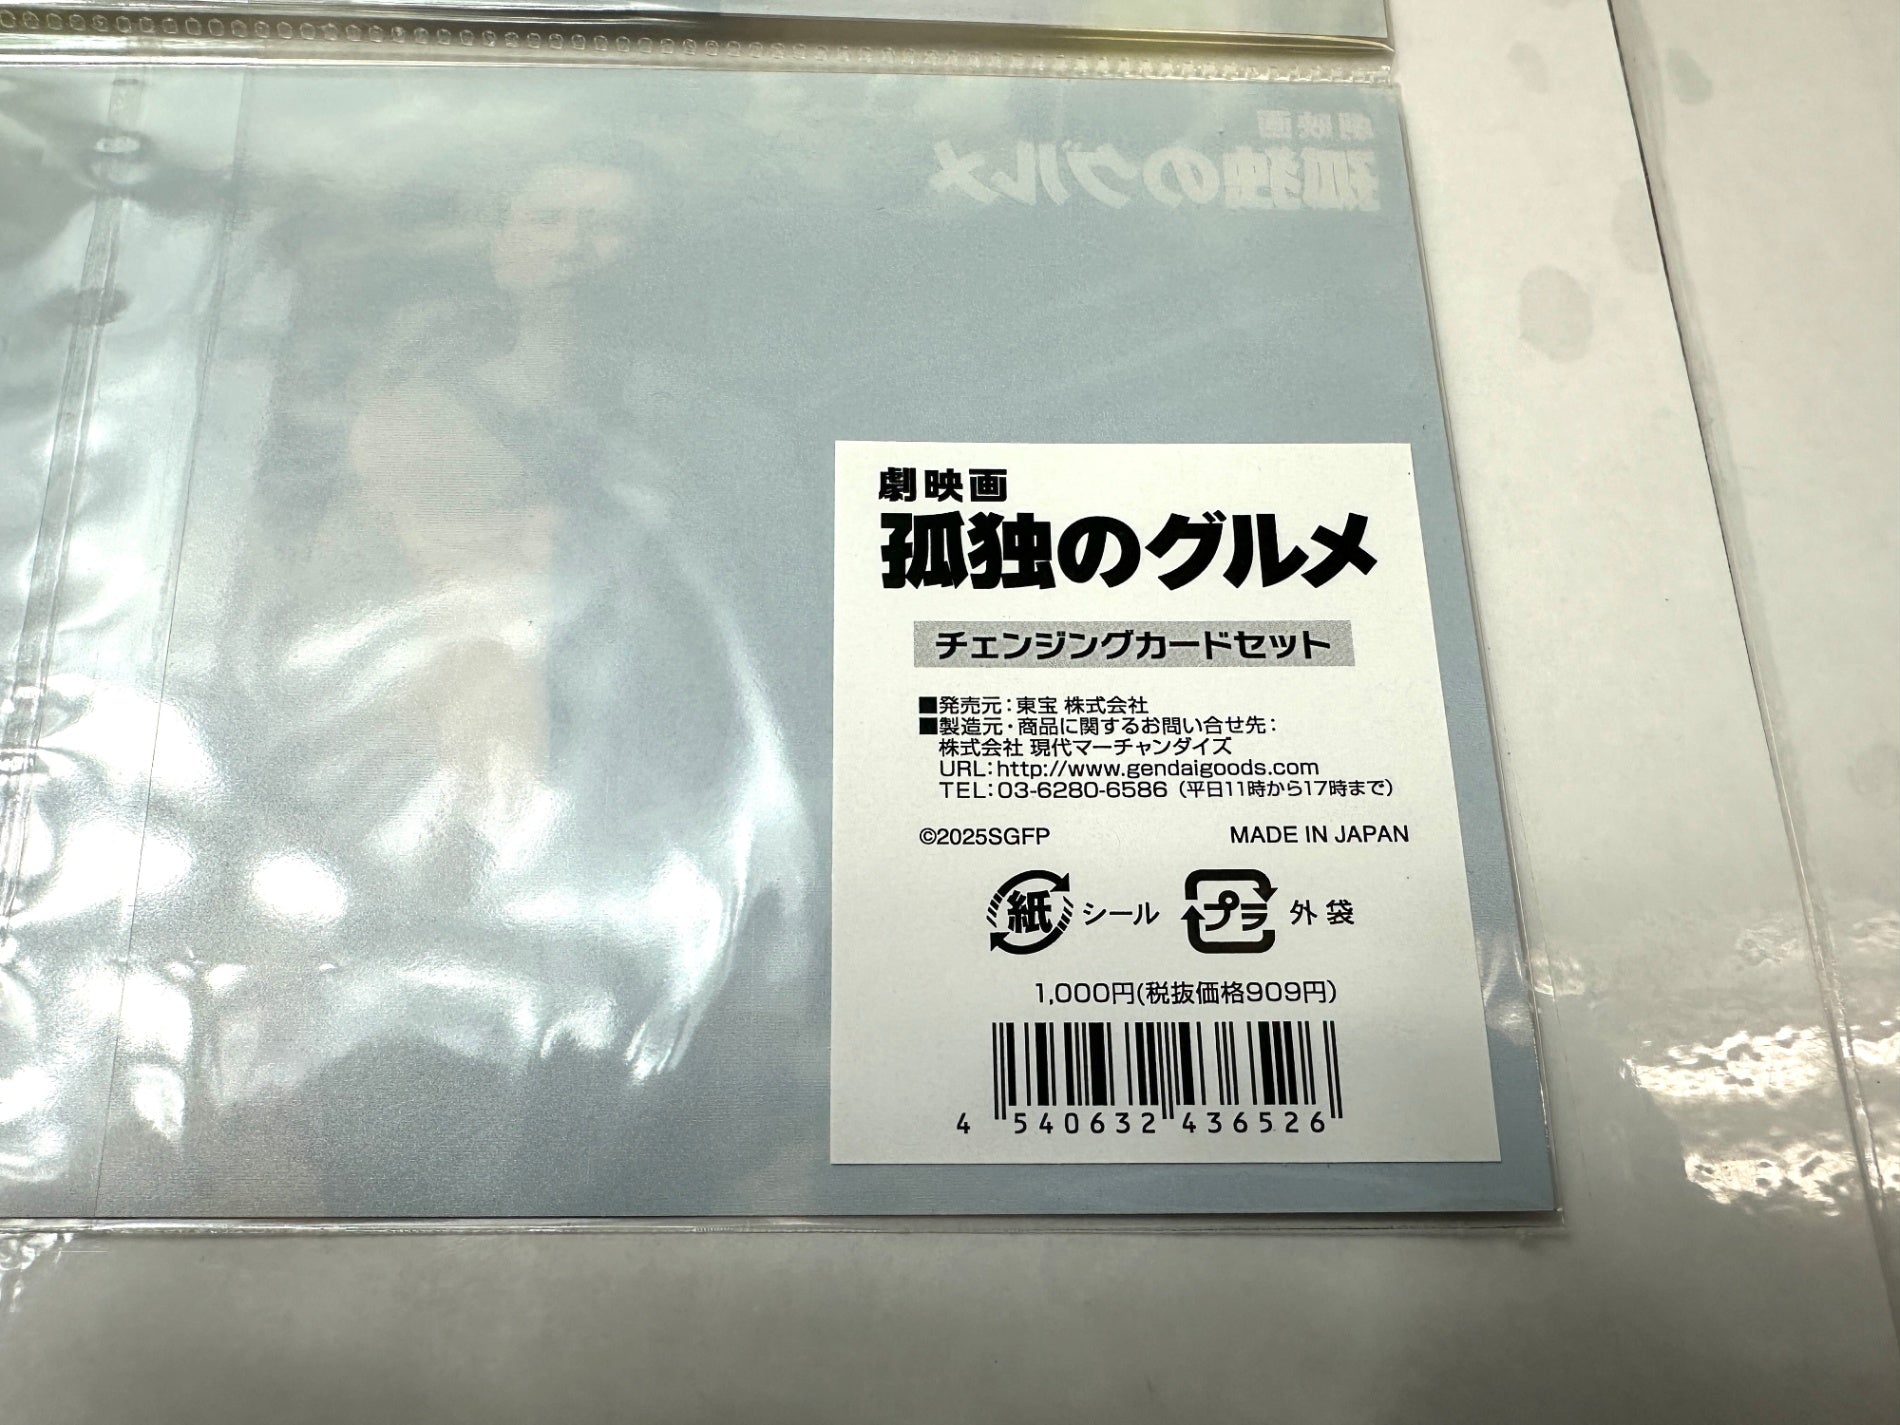 劇映画
孤独のグルメ
劇映画
孤独のグルメ
チェンジングカードセット
■発売元：東宝 株式会社
■製造元・商品に関するお問い合せ先：
株式会社 現代マーチャンダイズ
URL：http://www.gendaigoods.com
TEL：03-6280-6586（平日11時から17時まで）
©2025SGFP MADE IN JAPAN
紙 シール プラ 外袋
1,000円(税抜価格909円)
4 540632 436526